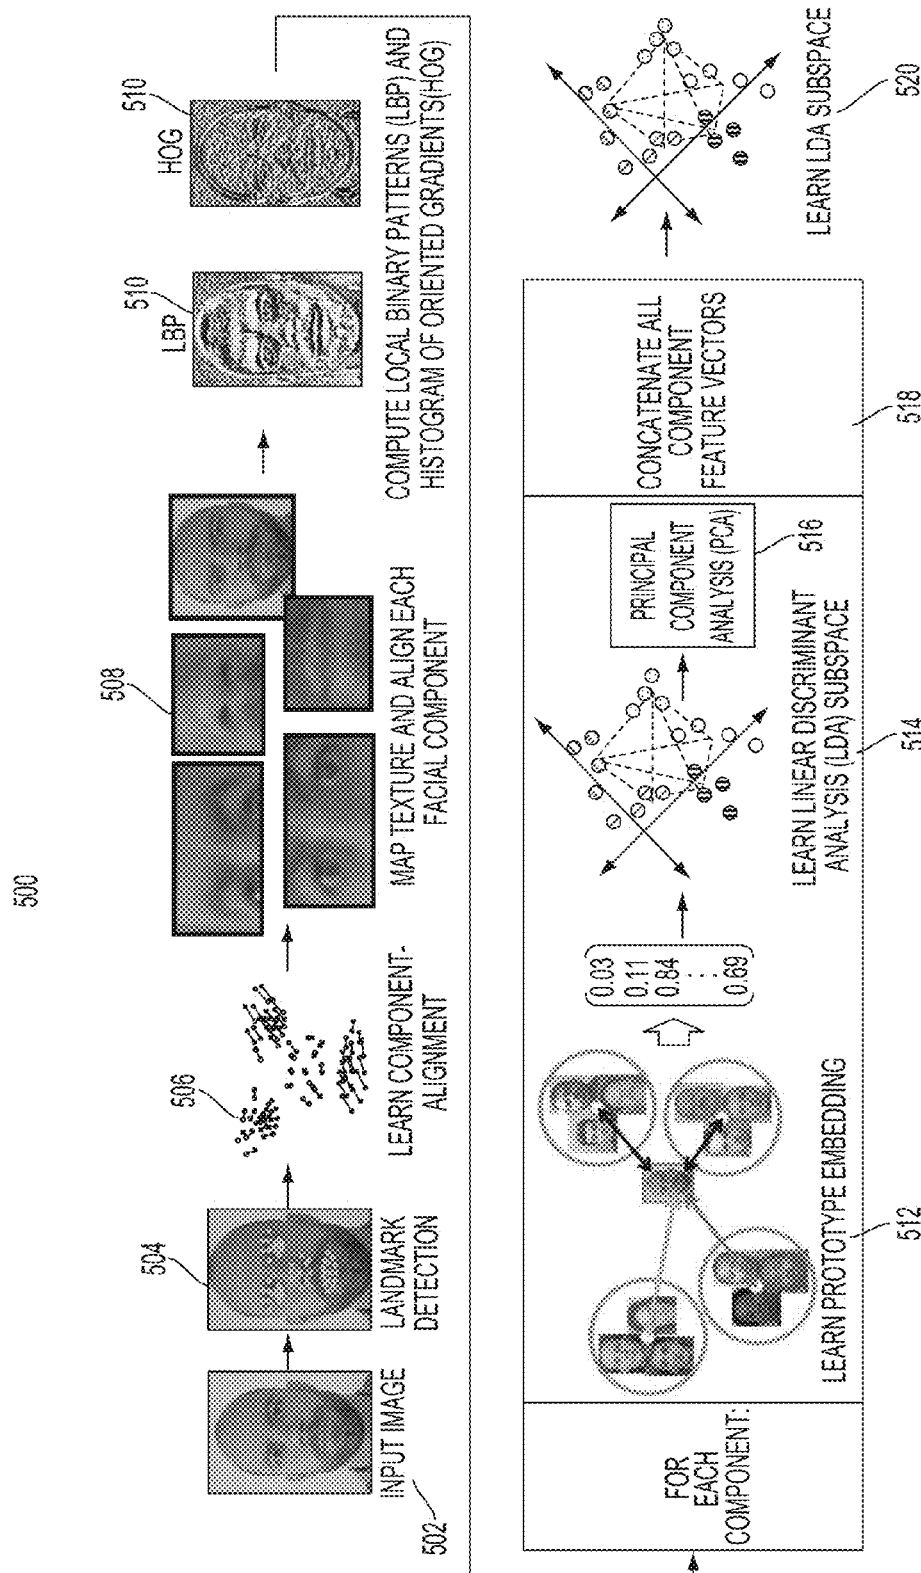 500
INPUT IMAGE
502
504
LANDMARK
DETECTION
506
LEARN COMPONENT-
ALIGNMENT
508
MAP TEXTURE AND ALIGN EACH
FACIAL COMPONENT
LBP
510
HOG
510
COMPUTE LOCAL BINARY PATTERNS (LBP) AND
HISTOGRAM OF ORIENTED GRADIENTS(HOG)
FOR
EACH
COMPONENT:
LEARN PROTOTYPE EMBEDDING
512
0.03
0.11
0.84
0.69
LEARN LINEAR DISCRIMINANT
ANALYSIS (LDA) SUBSPACE
514
PRINCIPAL
COMPONENT
ANALYSIS (PCA)
516
CONCATENATE ALL
COMPONENT
FEATURE VECTORS
518
LEARN LDA SUBSPACE
520